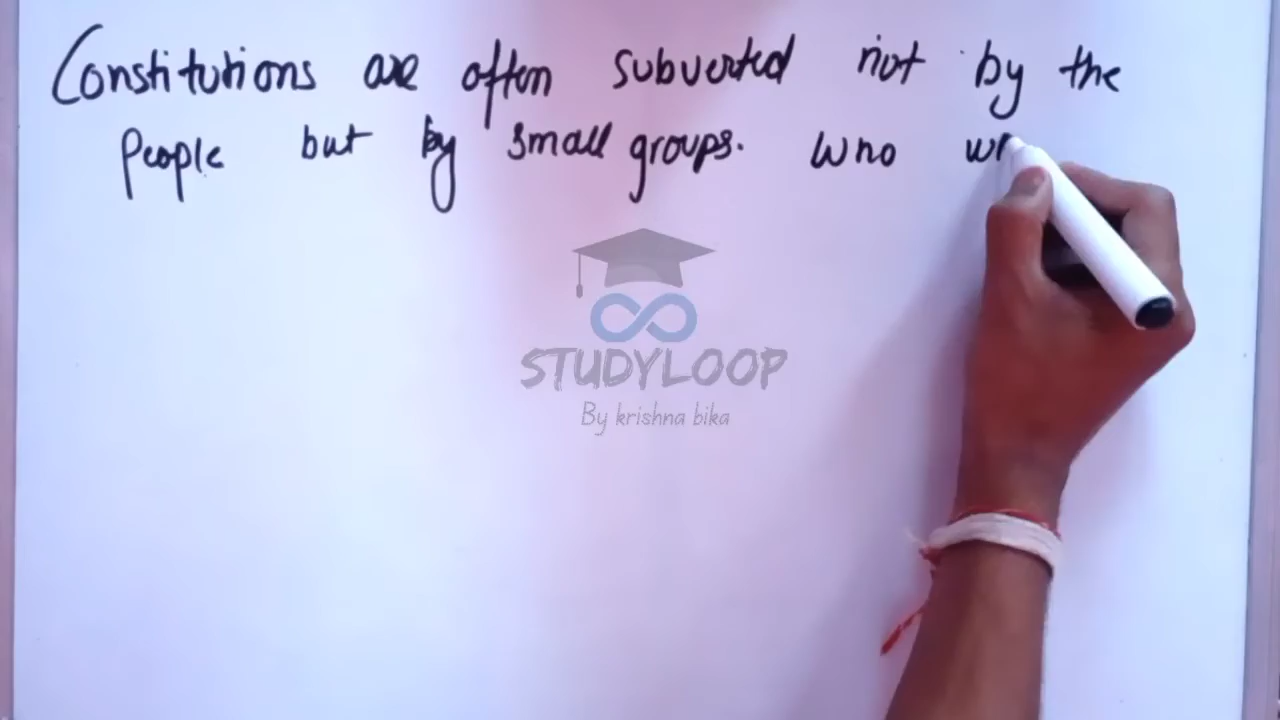 Constitutions are often subverted not by the
People but by small groups. Who
STUDYLOOP
By krishna bika